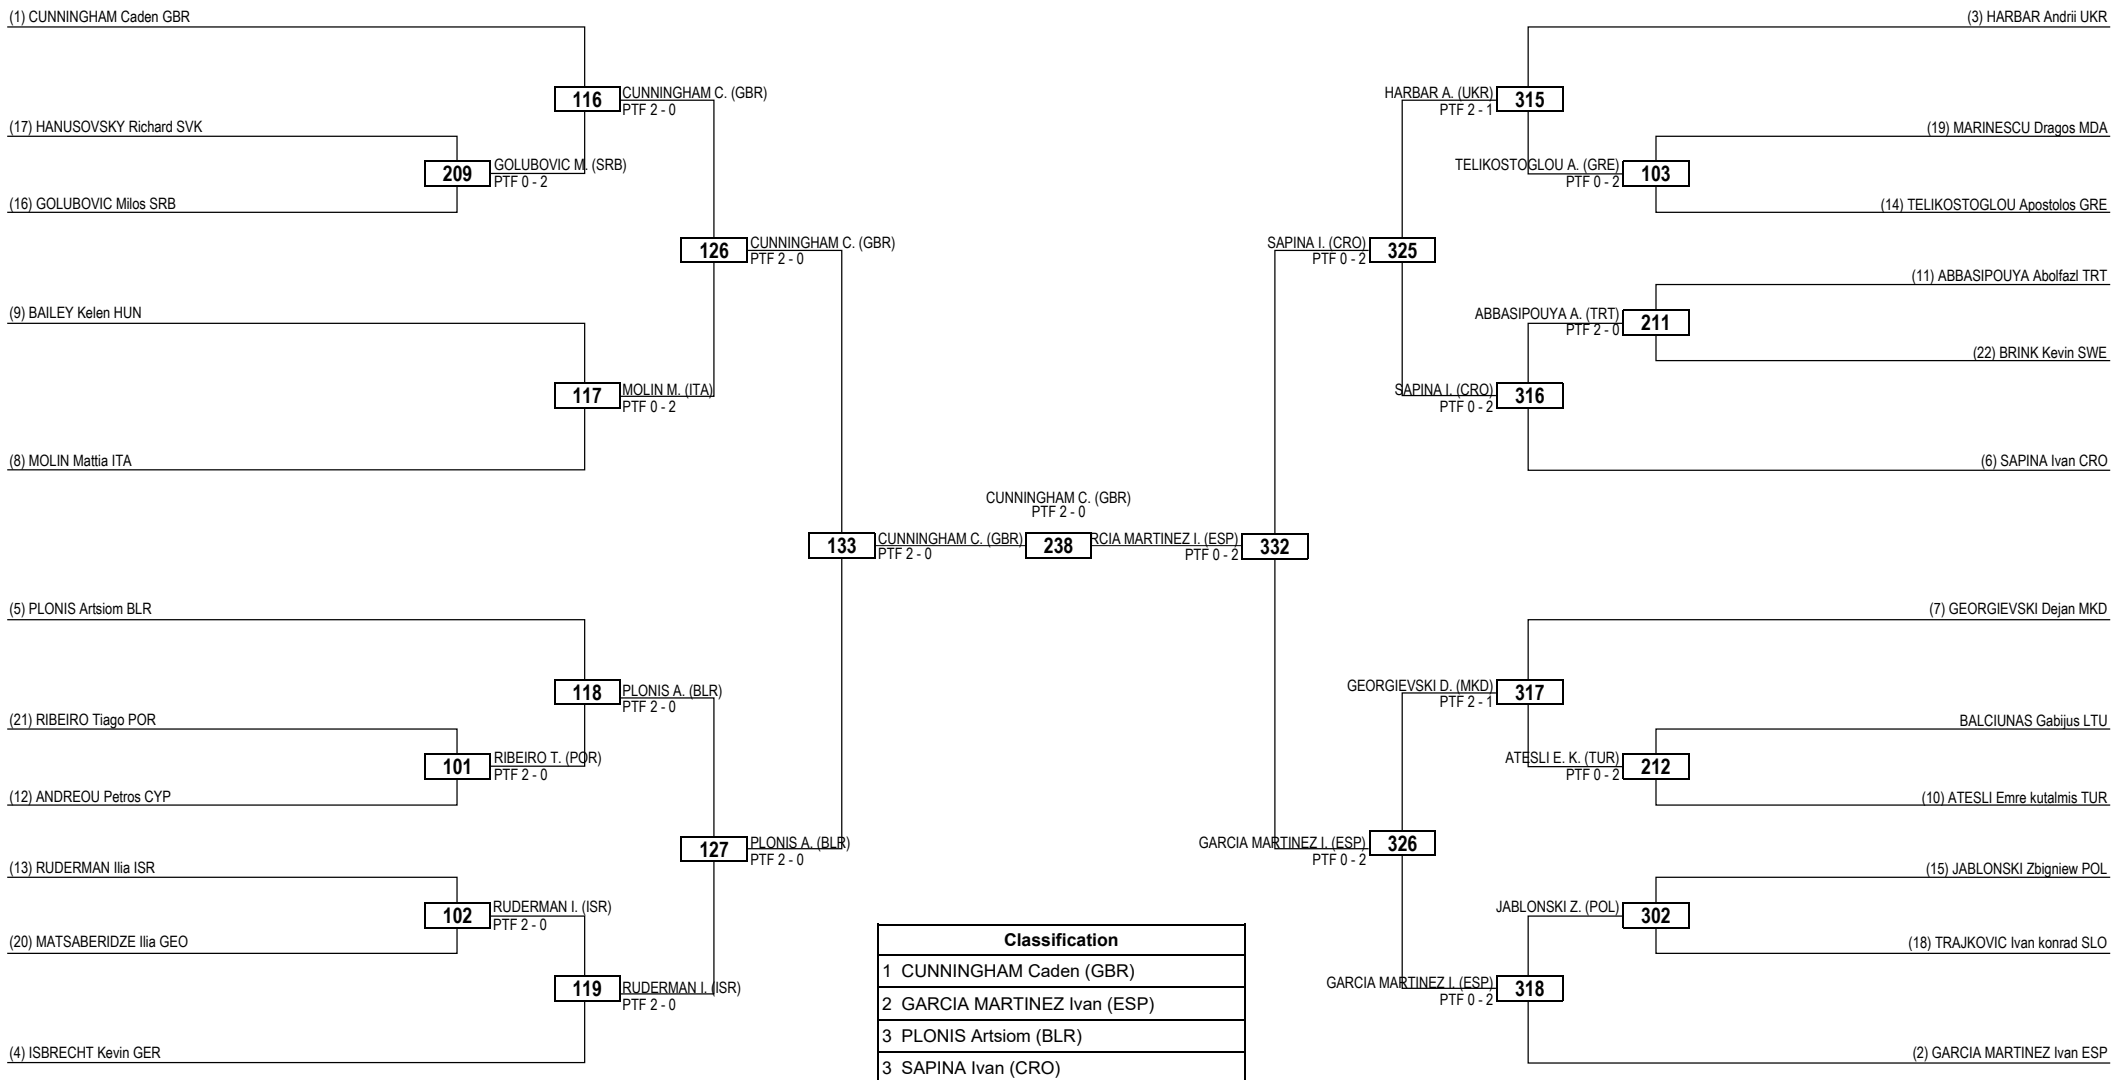 (1) CUNNINGHAM Caden GBR
(17) HANUSOVSKY Richard SVK
(16) GOLUBOVIC Milos SRB
(9) BAILEY Kelen HUN
(8) MOLIN Mattia ITA
(5) PLONIS Artsiom BLR
(21) RIBEIRO Tiago POR
(12) ANDREOU Petros CYP
(13) RUDERMAN Ilia ISR
(20) MATSABERIDZE Ilia GEO
(4) ISBRECHT Kevin GER
209
GOLUBOVIC M. (SRB)
PTF 0 - 2
101
RIBEIRO T. (POR)
PTF 2 - 0
102
RUDERMAN I. (ISR)
PTF 2 - 0
116
CUNNINGHAM C. (GBR)
PTF 2 - 0
117
MOLIN M. (ITA)
PTF 0 - 2
118
PLONIS A. (BLR)
PTF 2 - 0
119
RUDERMAN I. (ISR)
PTF 2 - 0
126
CUNNINGHAM C. (GBR)
PTF 2 - 0
127
PLONIS A. (BLR)
PTF 2 - 0
133
CUNNINGHAM C. (GBR)
PTF 2 - 0
CUNNINGHAM C. (GBR)
PTF 2 - 0
238
RCIA MARTINEZ I. (ESP)
PTF 0 - 2
332
SAPINA I. (CRO)
PTF 0 - 2
325
GARCIA MARTINEZ I. (ESP)
PTF 0 - 2
326
HARBAR A. (UKR)
PTF 2 - 1
315
SAPINA I. (CRO)
PTF 0 - 2
316
GEORGIEVSKI D. (MKD)
PTF 2 - 1
317
GARCIA MARTINEZ I. (ESP)
PTF 0 - 2
318
TELIKOSTOGLOU A. (GRE)
PTF 0 - 2
103
ABBASIPOUYA A. (TRT)
PTF 2 - 0
211
ATESLI E. K. (TUR)
PTF 0 - 2
212
JABLONSKI Z. (POL)
302
(3) HARBAR Andrii UKR
(19) MARINESCU Dragos MDA
(14) TELIKOSTOGLOU Apostolos GRE
(11) ABBASIPOUYA Abolfazl TRT
(22) BRINK Kevin SWE
(6) SAPINA Ivan CRO
(7) GEORGIEVSKI Dejan MKD
BALCIUNAS Gabijus LTU
(10) ATESLI Emre kutalmis TUR
(15) JABLONSKI Zbigniew POL
(18) TRAJKOVIC Ivan konrad SLO
(2) GARCIA MARTINEZ Ivan ESP
Classification
1 CUNNINGHAM Caden (GBR)
2 GARCIA MARTINEZ Ivan (ESP)
3 PLONIS Artsiom (BLR)
3 SAPINA Ivan (CRO)